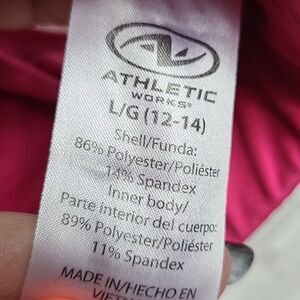 ATHLETIC
WORKS®
L/G (12-14)
Shell/Funda:
86% Polyester/Poliéster
14% Spandex
Inner body/
Parte interior del cuerpo:
89% Polyester/Poliéster
11% Spandex
MADE IN/HECHO EN